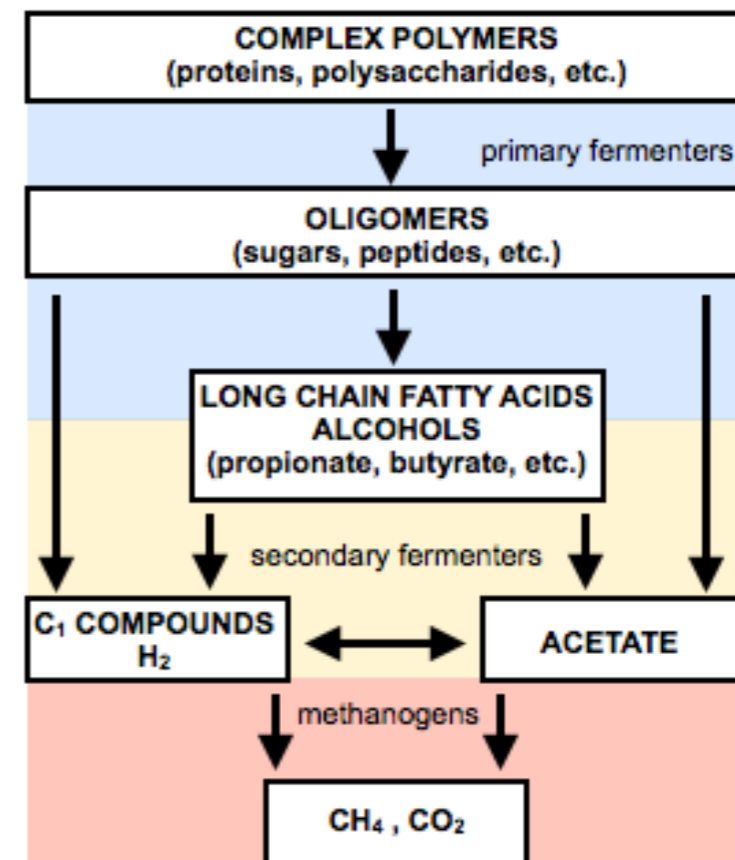 COMPLEX POLYMERS
(proteins, polysaccharides, etc.)
primary fermenters
OLIGOMERS
(sugars, peptides, etc.)
LONG CHAIN FATTY ACIDS
ALCOHOLS
(propionate, butyrate, etc.)
secondary fermenters
C₁ COMPOUNDS
H₂
ACETATE
methanogens
CH₄ , CO₂